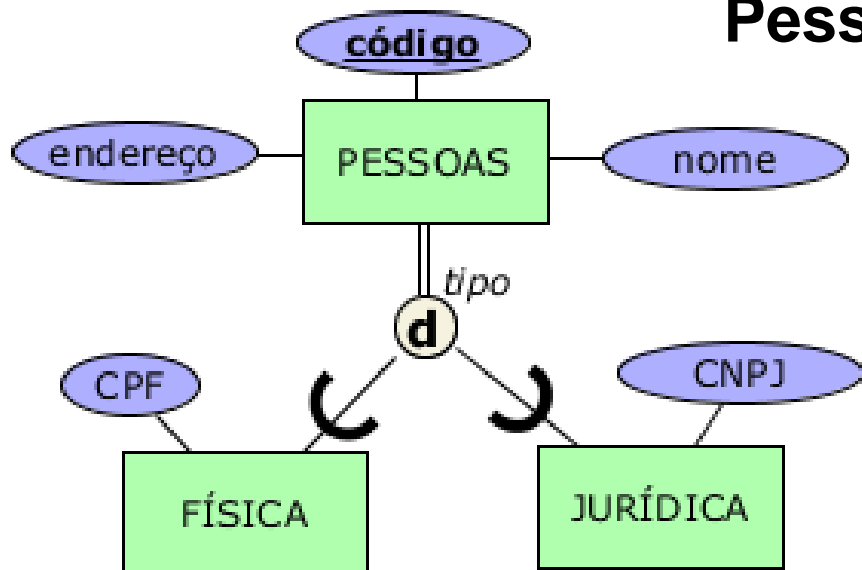 Pess
código
endereço
PESSOAS
nome
tipo
d
CPF
CNPJ
FÍSICA
JURÍDICA